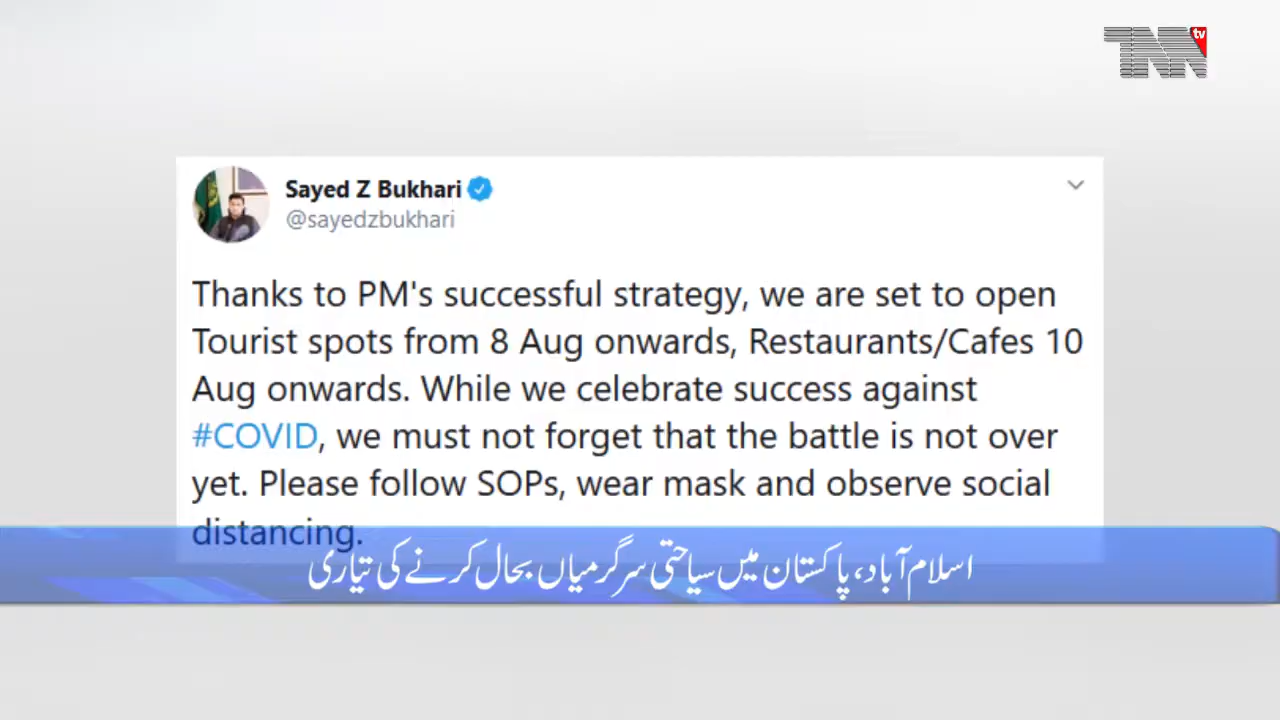 TNN tv
Sayed Z Bukhari
@sayedzbukhari
Thanks to PM's successful strategy, we are set to open
Tourist spots from 8 Aug onwards, Restaurants/Cafes 10
Aug onwards. While we celebrate success against
#COVID, we must not forget that the battle is not over
yet. Please follow SOPs, wear mask and observe social
distancing.
اسلام آباد، پاکستان میں سیاحتی سرگرمیاں بحال کرنے کی تیاری